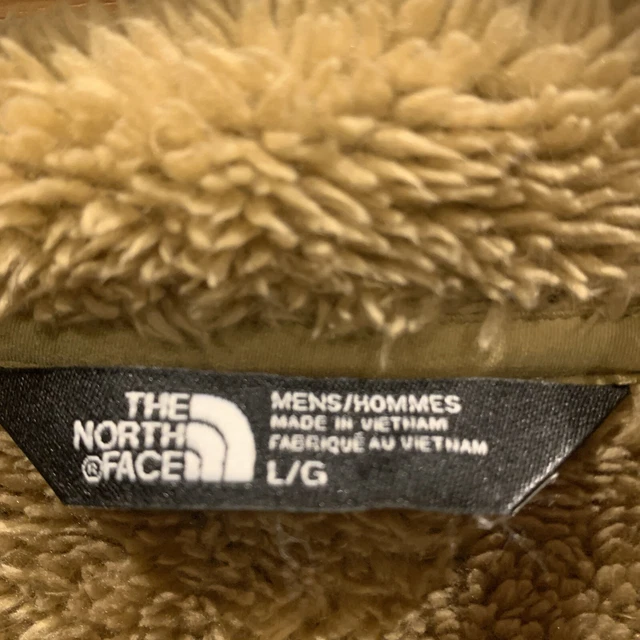 THE
NORTH
®FACE
MENS/HOMMES
MADE IN VIETNAM
FABRIQUÉ AU VIETNAM
L/G